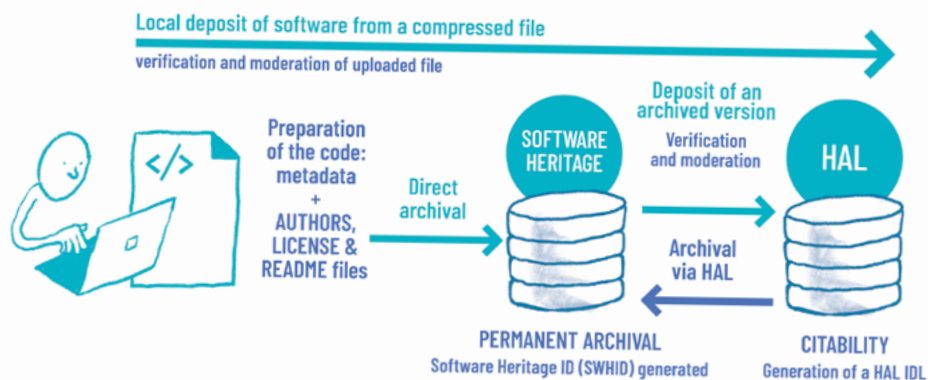 Local deposit of software from a compressed file
verification and moderation of uploaded file
</>
Preparation
of the code:
metadata
+
AUTHORS,
LICENSE &
README files
Direct
archival
SOFTWARE
HERITAGE
Deposit of an
archived version
Verification
and moderation
HAL
Archival
via HAL
PERMANENT ARCHIVAL
Software Heritage ID (SWHID) generated
CITABILITY
Generation of a HAL IDL